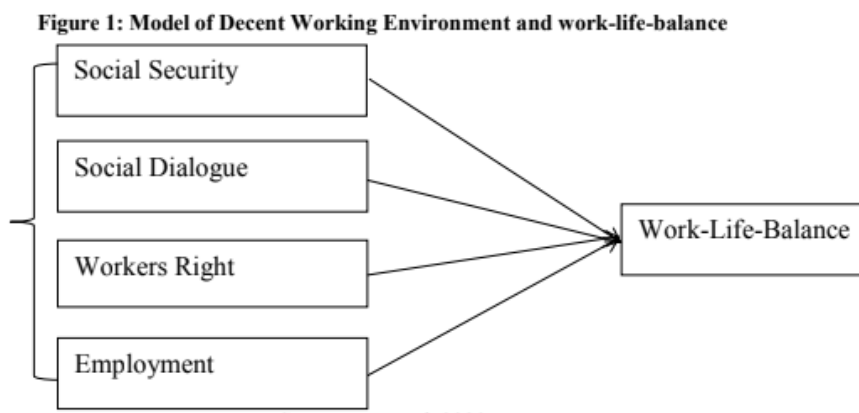 Figure 1: Model of Decent Working Environment and work-life-balance
Social Security
Social Dialogue
Workers Right
Employment
Work-Life-Balance